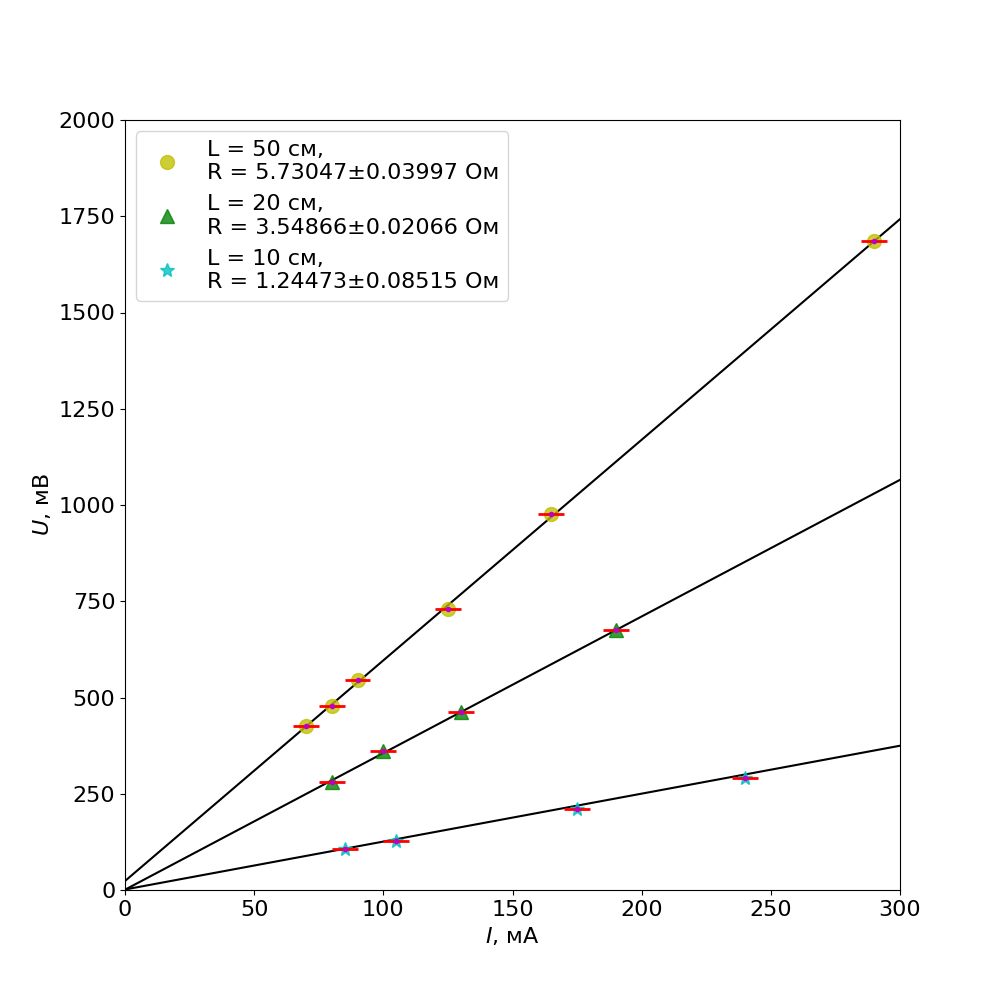 2000
1750
1500
1250
1000
750
500
250
0
U, мВ
L = 50 см,
R = 5.73047±0.03997 Ом
L = 20 см,
R = 3.54866±0.02066 Ом
L = 10 см,
R = 1.24473±0.08515 Ом
0 50 100 150 200 250 300
I, мА